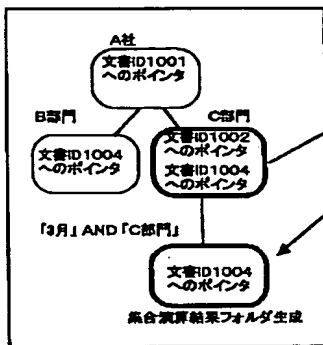 A社
文書ID1001
へのポインタ
B部門
C部門
文書ID1004
へのポインタ
文書ID1002
へのポインタ
文書ID1004
へのポインタ
「3月」AND「C部門」
文書ID1004
へのポインタ
集合演算結果フォルダ生成